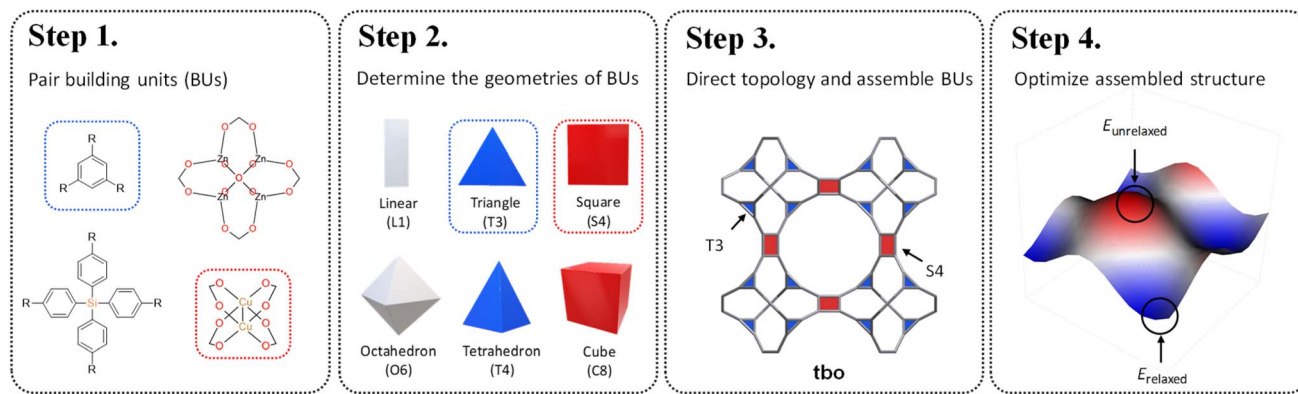 Step 1.
Pair building units (BUs)
R
R
R
O
O
O
O
Zn
Zn
O
O
O
O
O
Zn
Zn
O
O
O
O
R
R
Si
R
R
O
O
O
O
Cu
Cu
O
O
O
O
Step 2.
Determine the geometries of BUs
Linear
(L1)
Triangle
(T3)
Square
(S4)
Octahedron
(O6)
Tetrahedron
(T4)
Cube
(C8)
Step 3.
Direct topology and assemble BUs
T3
S4
tbo
Step 4.
Optimize assembled structure
Eunrelaxed
Erelaxed